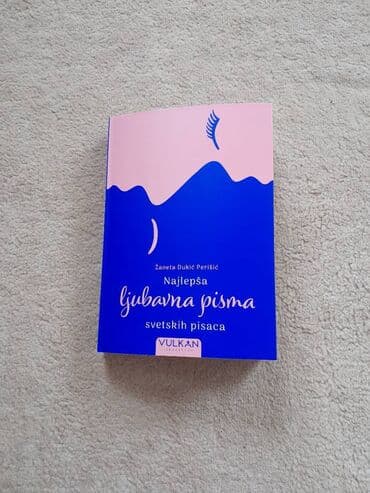 Žaneta Đukić Perišić
Najlepša
ljubavna pisma
svetskih pisaca
VULKAN